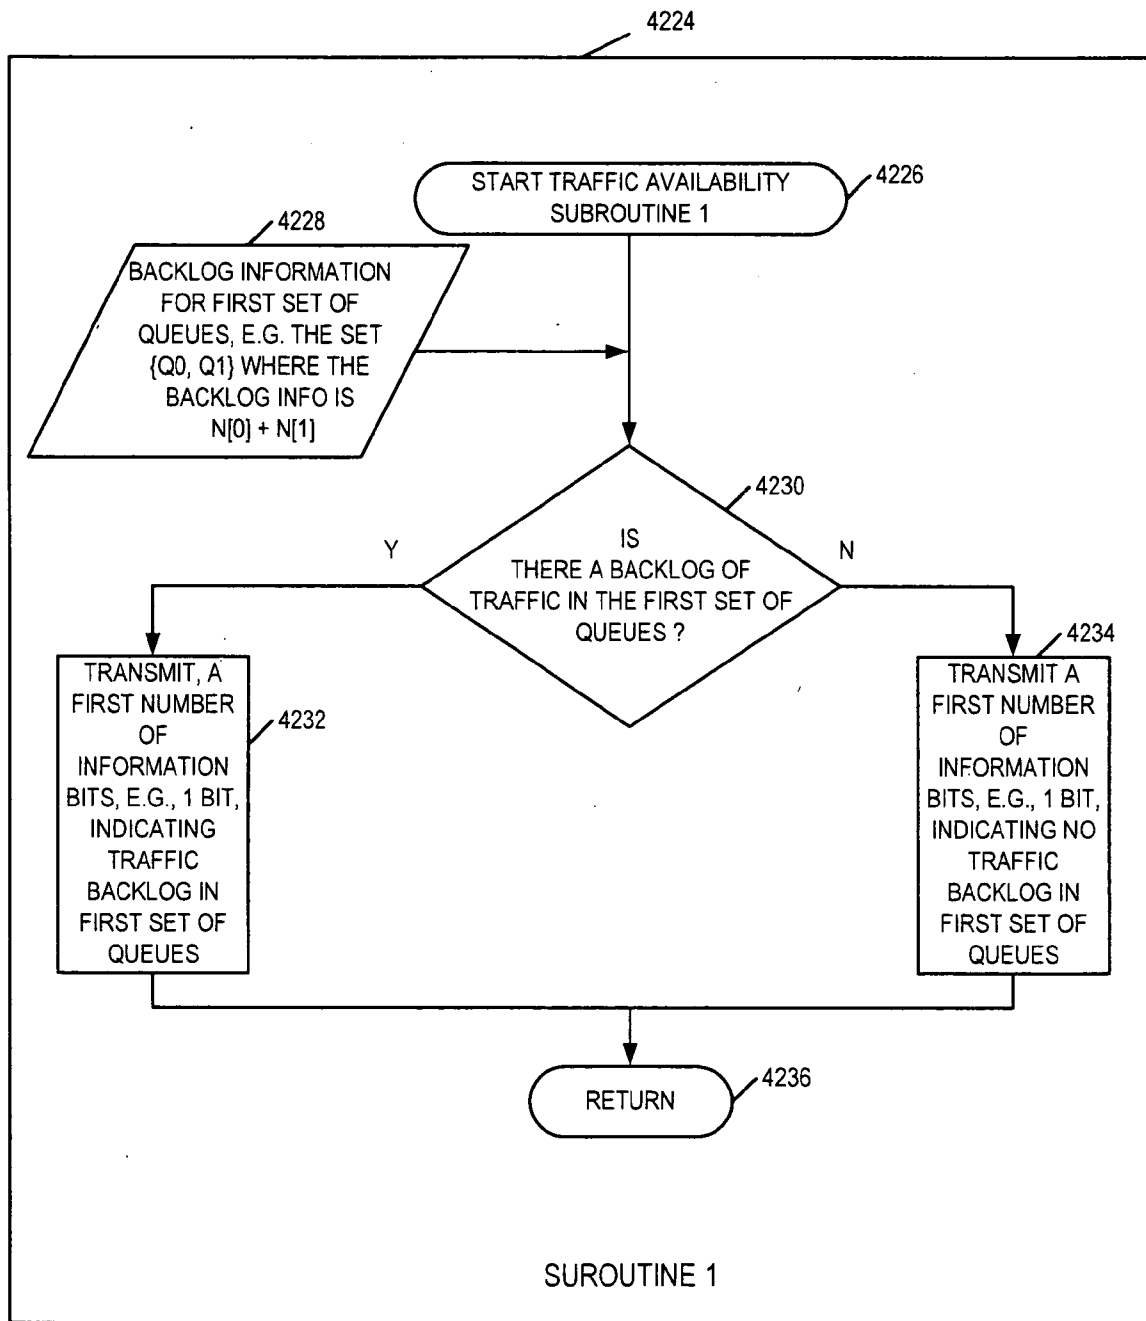 4224
START TRAFFIC AVAILABILITY
SUBROUTINE 1
4226
4228
BACKLOG INFORMATION
FOR FIRST SET OF
QUEUES, E.G. THE SET
{Q0, Q1} WHERE THE
BACKLOG INFO IS
N[0] + N[1]
4230
IS
THERE A BACKLOG OF
TRAFFIC IN THE FIRST SET OF
QUEUES ?
Y
N
TRANSMIT, A
FIRST NUMBER
OF
INFORMATION
BITS, E.G., 1 BIT,
INDICATING
TRAFFIC
BACKLOG IN
FIRST SET OF
QUEUES
4232
4234
TRANSMIT A
FIRST NUMBER
OF
INFORMATION
BITS, E.G., 1 BIT,
INDICATING NO
TRAFFIC
BACKLOG IN
FIRST SET OF
QUEUES
RETURN
4236
SUROUTINE 1